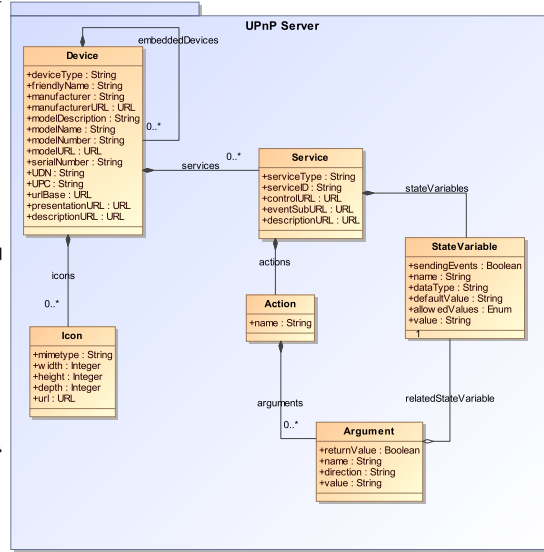 UPnP Server
embeddedDevices
Device
+deviceType : String
+friendlyName : String
+manufacturer : String
+manufacturerURL : URL
+modelDescription : String
+modelName : String
+modelNumber : String
+modelURL : URL
+serialNumber : String
+UDN : String
+UPC : String
+urlBase : URL
+presentationURL : URL
+descriptionURL : URL
0..*
services
0..*
Service
+serviceType : String
+serviceID : String
+controlURL : URL
+eventSubURL : URL
+descriptionURL : URL
stateVariables
StateVariable
+sendingEvents : Boolean
+name : String
+dataType : String
+defaultValue : String
+allowedValues : Enum
+value : String
1
actions
icons
0..*
Action
+name : String
Icon
+mimetype : String
+width : Integer
+height : Integer
+depth : Integer
+url : URL
arguments
0..*
relatedStateVariable
Argument
+returnValue : Boolean
+name : String
+direction : String
+value : String